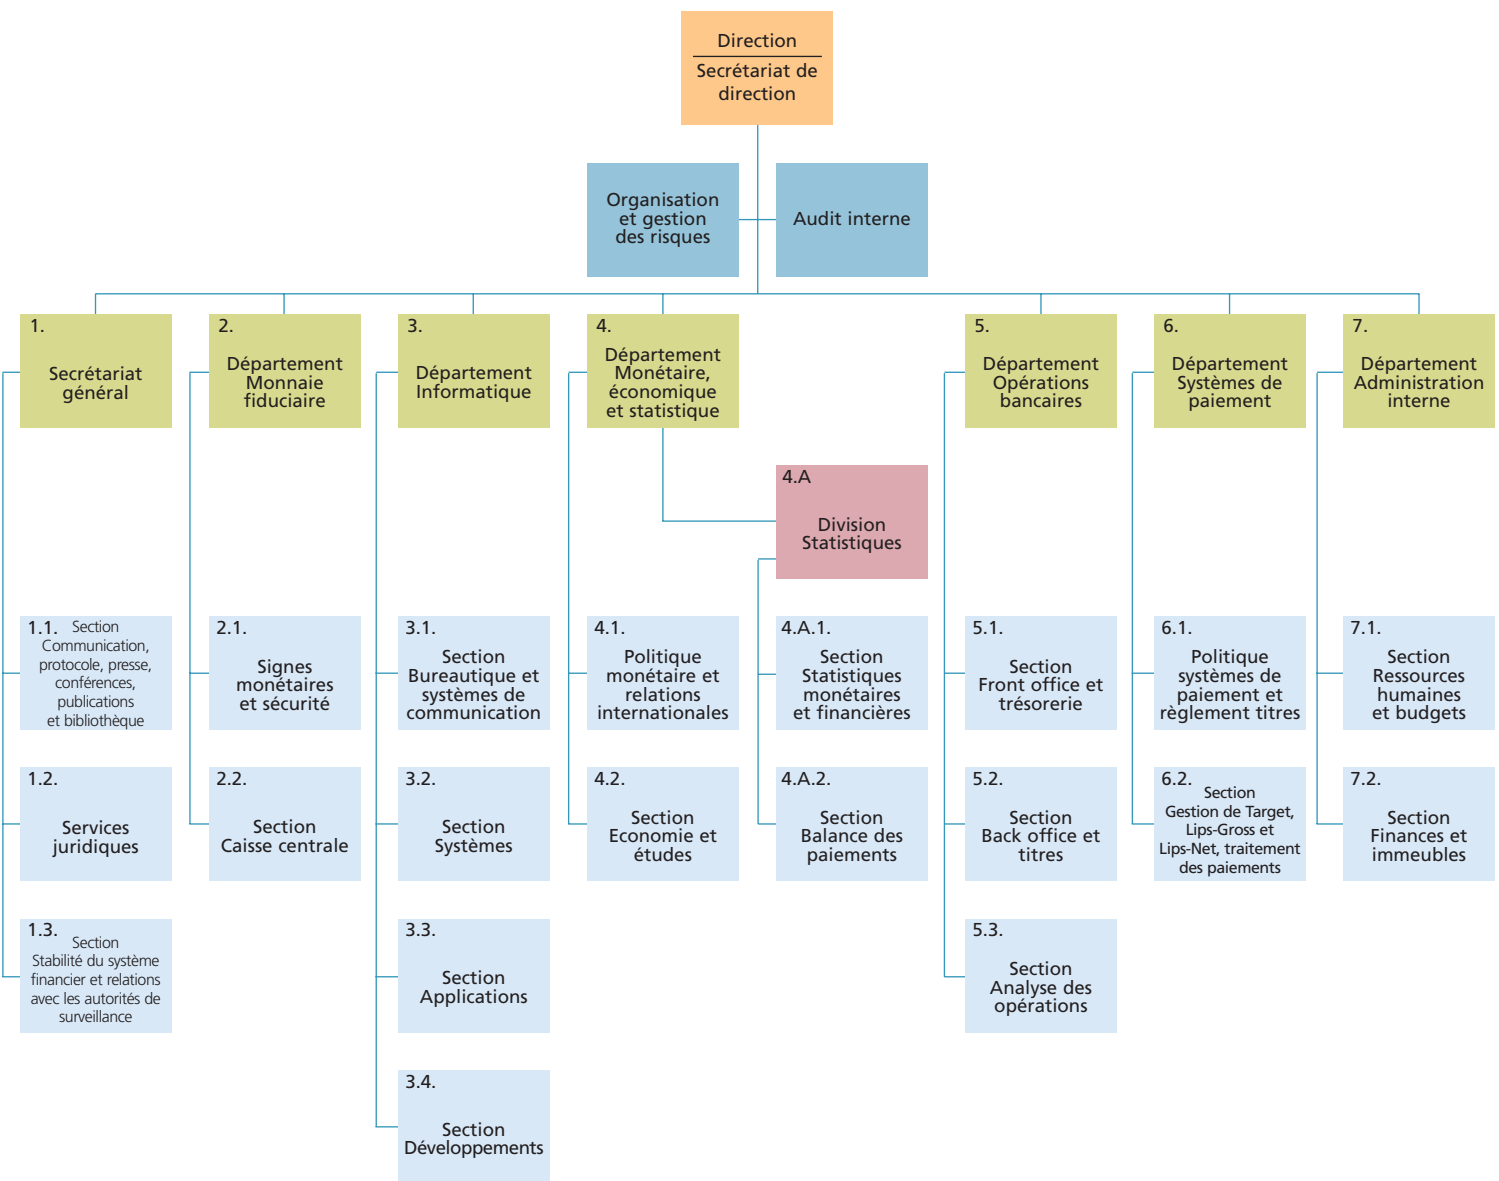 Direction
Secrétariat de
direction
Organisation
et gestion
des risques
Audit interne
1.
Secrétariat
général
2.
Département
Monnaie
fiduciaire
3.
Département
Informatique
4.
Département
Monétaire,
économique
et statistique
5.
Département
Opérations
bancaires
6.
Département
Systèmes de
paiement
7.
Département
Administration
interne
4.A
Division
Statistiques
1.1. Section
Communication,
protocole, presse,
conférences,
publications
et bibliothèque
2.1.
Signes
monétaires
et sécurité
3.1.
Section
Bureautique et
systèmes de
communication
4.1.
Politique
monétaire et
relations
internationales
4.A.1.
Section
Statistiques
monétaires
et financières
5.1.
Section
Front office et
trésorerie
6.1.
Politique
systèmes de
paiement et
règlement titres
7.1.
Section
Ressources
humaines
et budgets
1.2.
Services
juridiques
2.2.
Section
Caisse centrale
3.2.
Section
Systèmes
4.2.
Section
Economie et
études
4.A.2.
Section
Balance des
paiements
5.2.
Section
Back office et
titres
6.2. Section
Gestion de Target,
Lips-Gross et
Lips-Net, traitement
des paiements
7.2.
Section
Finances et
immeubles
1.3. Section
Stabilité du système
financier et relations
avec les autorités de
surveillance
3.3.
Section
Applications
5.3.
Section
Analyse des
opérations
3.4.
Section
Développements